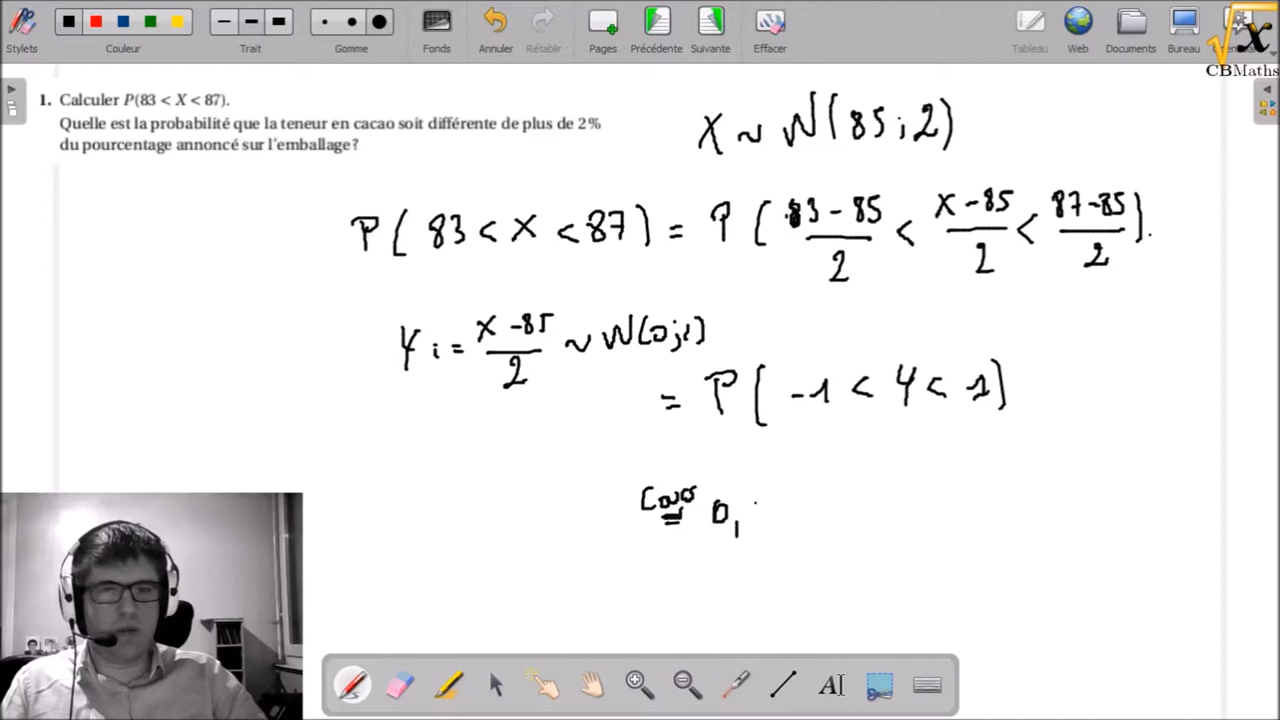 Stylets Couleur Trait Gomme Fonds Annuler Rétablir Pages Précédente Suivante Effacer Tableau Web Documents Bureau
CBMaths
1. Calculer P(83 < X < 87).
Quelle est la probabilité que la teneur en cacao soit différente de plus de 2%
du pourcentage annoncé sur l'emballage?
X ~ N(85; 2)
P(83 < X < 87) = P(83-85/2 < X-85/2 < 87-85/2).
Y := X-85/2 ~ N(0;1)
= P(-1 < Y < 1)
Cours = 0,
AI